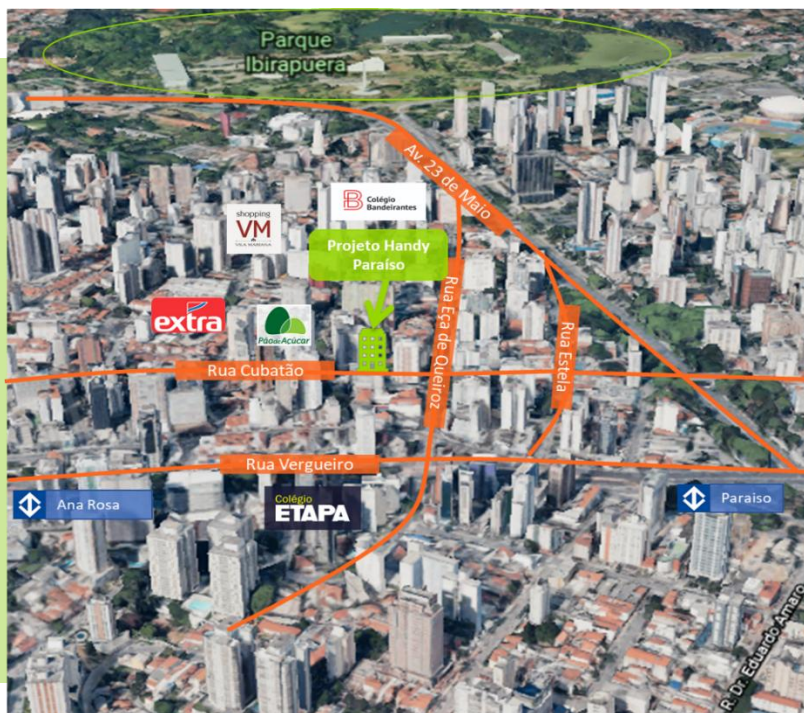 Parque
Ibirapuera
Av. 23 de Maio
Colégio
Bandeirantes
shopping
VM
VILA MARIANA
Projeto Handy
Paraíso
Rua Eça de Queiroz
extra
Pão de Açúcar
Rua Estela
Rua Cubatão
Rua Vergueiro
Ana Rosa
Colégio
ETAPA
Paraiso
R. Dr. Eduardo Amaro